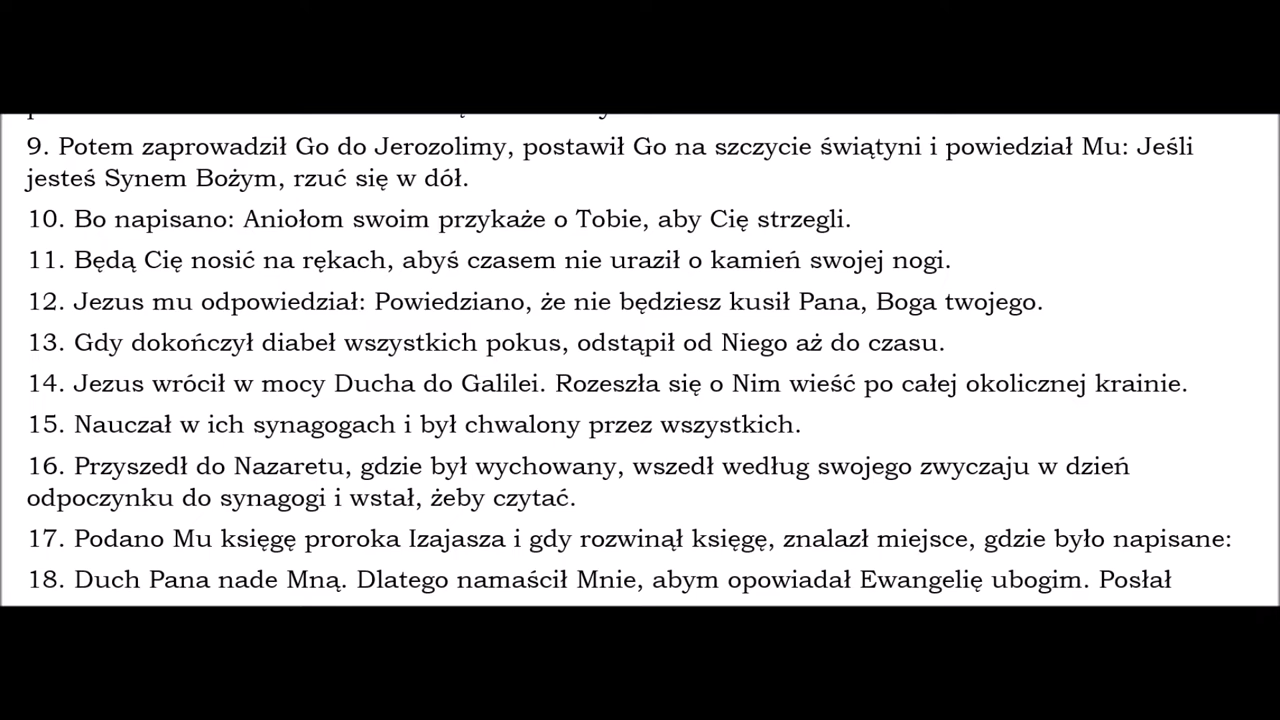 9. Potem zaprowadził Go do Jerozolimy, postawił Go na szczycie świątyni i powiedział Mu: Jeśli
jesteś Synem Bożym, rzuć się w dół.
10. Bo napisano: Aniołom swoim przykaże o Tobie, aby Cię strzegli.
11. Będą Cię nosić na rękach, abyś czasem nie uraził o kamień swojej nogi.
12. Jezus mu odpowiedział: Powiedziano, że nie będziesz kusił Pana, Boga twojego.
13. Gdy dokończył diabeł wszystkich pokus, odstąpił od Niego aż do czasu.
14. Jezus wrócił w mocy Ducha do Galilei. Rozeszła się o Nim wieść po całej okolicznej krainie.
15. Nauczał w ich synagogach i był chwalony przez wszystkich.
16. Przyszedł do Nazaretu, gdzie był wychowany, wszedł według swojego zwyczaju w dzień
odpoczynku do synagogi i wstał, żeby czytać.
17. Podano Mu księgę proroka Izajasza i gdy rozwinął księgę, znalazł miejsce, gdzie było napisane:
18. Duch Pana nade Mną. Dlatego namaścił Mnie, abym opowiadał Ewangelię ubogim. Posłał